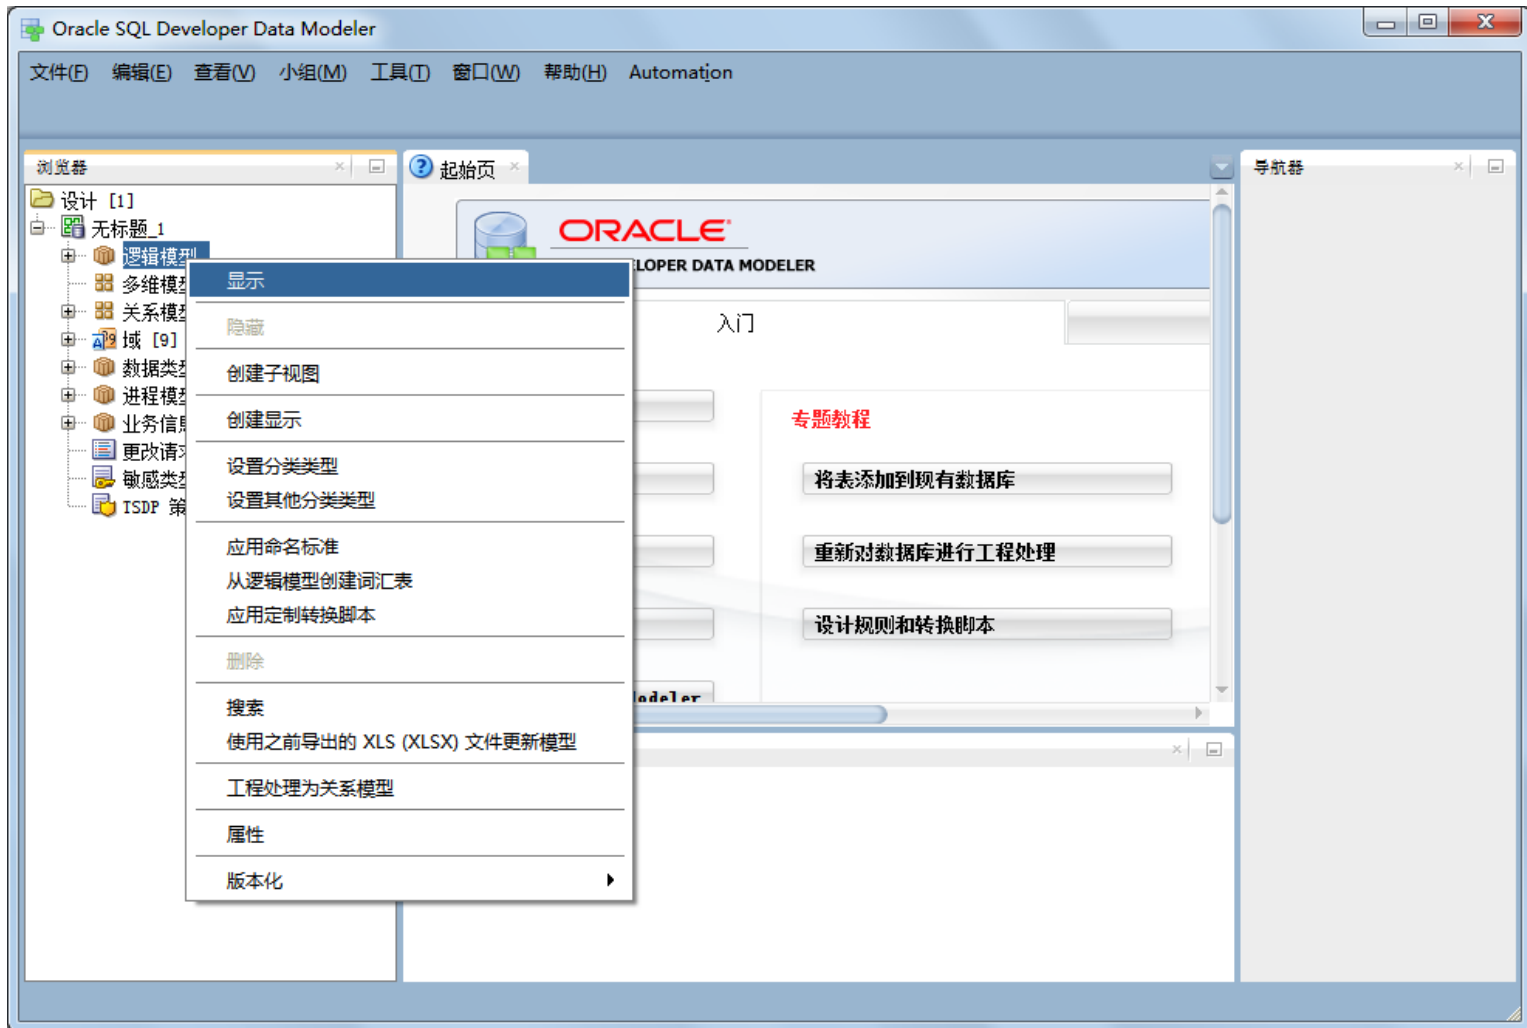 Oracle SQL Developer Data Modeler
文件(F) 编辑(E) 查看(V) 小组(M) 工具(T) 窗口(W) 帮助(H) Automation
浏览器
设计 [1]
无标题_1
逻辑模型
多维模
关系模
域 [9]
数据类
进程模
业务信
更改请
敏感类
TSDP 策
显示
隐藏
创建子视图
创建显示
设置分类类型
设置其他分类类型
应用命名标准
从逻辑模型创建词汇表
应用定制转换脚本
删除
搜索
使用之前导出的 XLS (XLSX) 文件更新模型
工程处理为关系模型
属性
版本化
起始页
ORACLE
LOPER DATA MODELER
入门
专题教程
将表添加到现有数据库
重新对数据库进行工程处理
设计规则和转换脚本
odeler
导航器